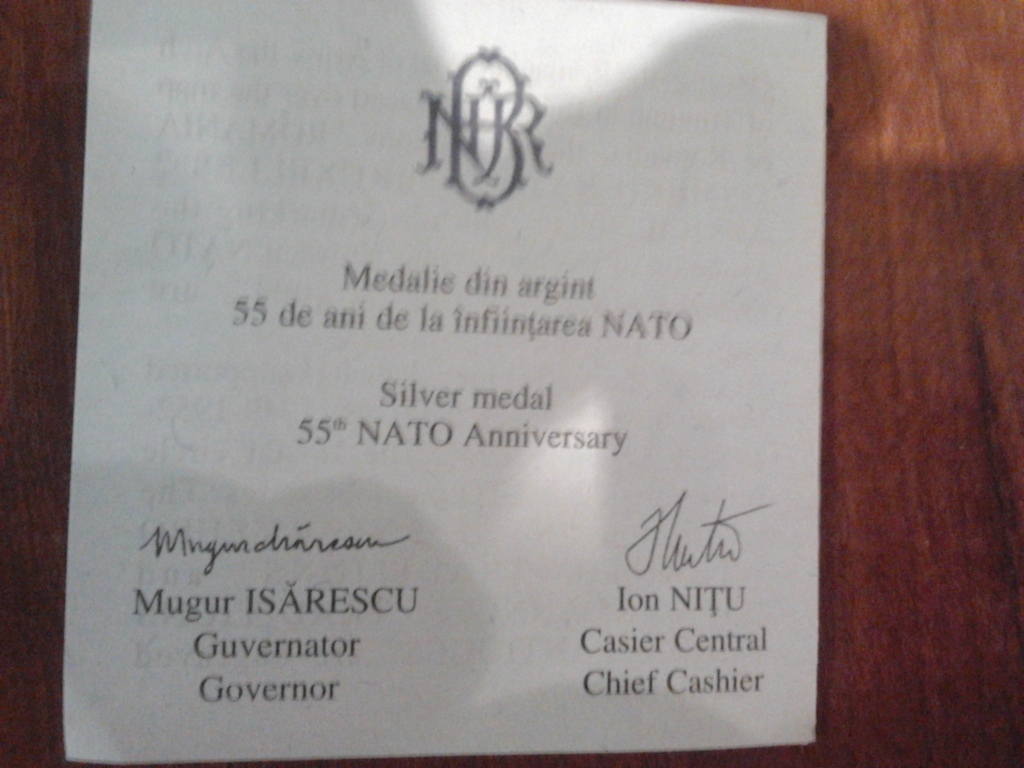 BNR
Medalie din argint
55 de ani de la înființarea NATO
Silver medal
55th NATO Anniversary
Mugur ISĂRESCU
Guvernator
Governor
Ion NIȚU
Casier Central
Chief Cashier